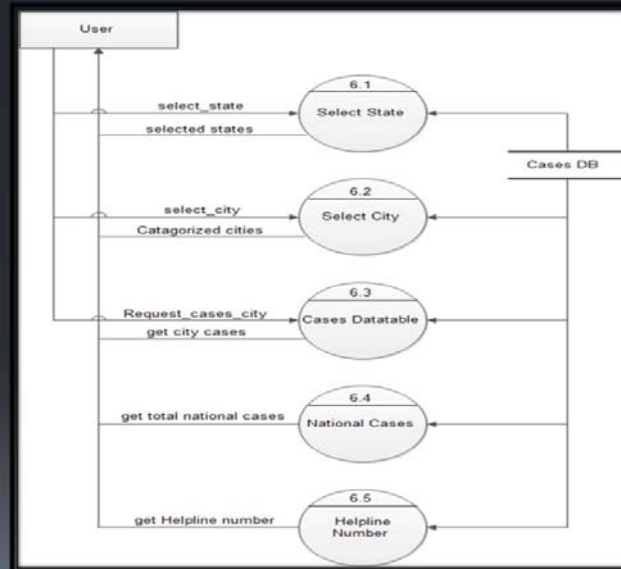 User
6.1
select_state
Select State
selected states
Cases DB
6.2
select_city
Select City
Catagorized cities
6.3
Request_cases_city
Cases Datatable
get city cases
6.4
get total national cases
National Cases
6.5
get Helpline number
Helpline
Number